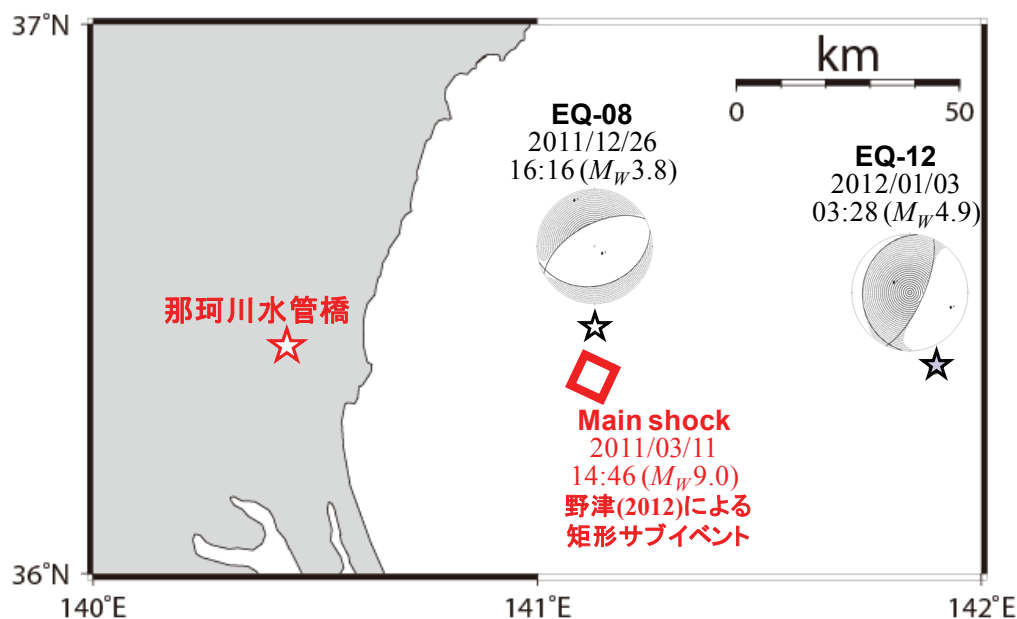 37˚N
km
0
50
EQ-08
2011/12/26
16:16 (MW3.8)
EQ-12
2012/01/03
03:28 (MW4.9)
那珂川水管橋
Main shock
2011/03/11
14:46 (MW9.0)
野津(2012)による
矩形サブイベント
36˚N
140˚E
141˚E
142˚E